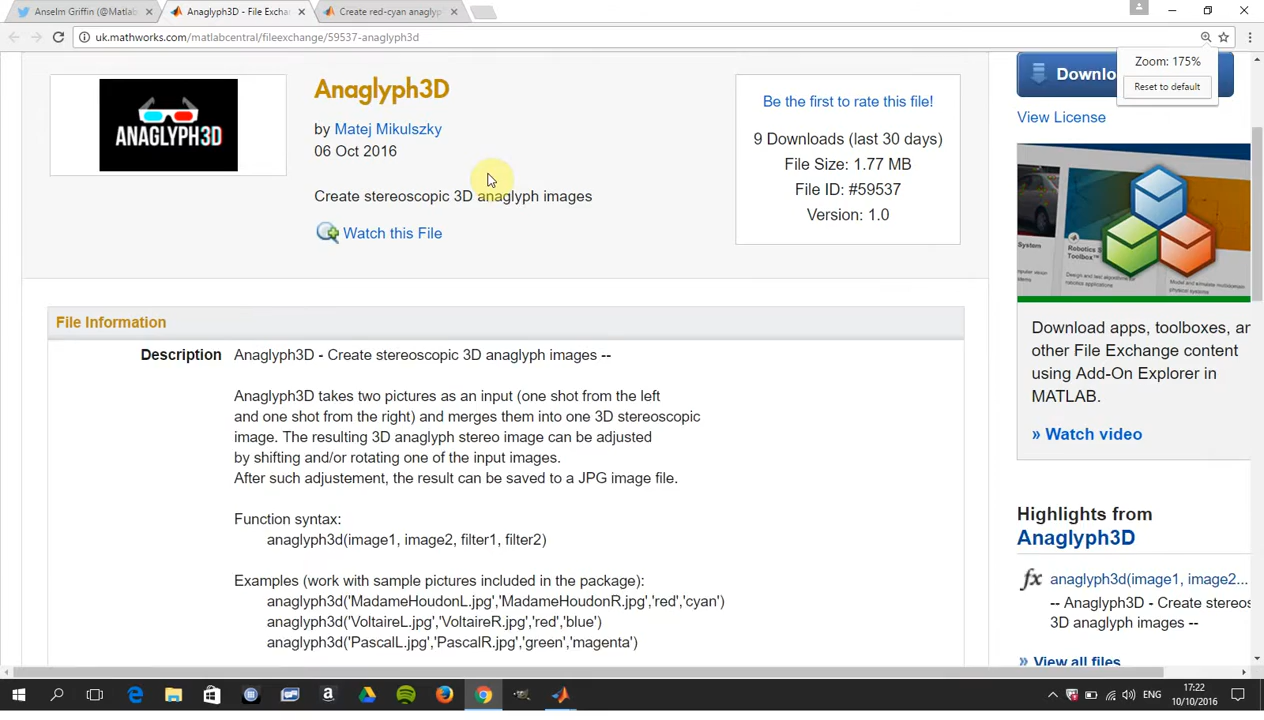 Anselm Griffin (@Matlab
Anaglyph3D - File Exchan
Create red-cyan anaglyph
uk.mathworks.com/matlabcentral/fileexchange/59537-anaglyph3d
Zoom: 175%
Reset to default
ANAGLYPH3D
Anaglyph3D
by Matej Mikulszky
06 Oct 2016
Create stereoscopic 3D anaglyph images
Watch this File
Be the first to rate this file!
9 Downloads (last 30 days)
File Size: 1.77 MB
File ID: #59537
Version: 1.0
Downlo
View License
Download apps, toolboxes, an
other File Exchange content
using Add-On Explorer in
MATLAB.
» Watch video
File Information
Description Anaglyph3D - Create stereoscopic 3D anaglyph images --
Anaglyph3D takes two pictures as an input (one shot from the left
and one shot from the right) and merges them into one 3D stereoscopic
image. The resulting 3D anaglyph stereo image can be adjusted
by shifting and/or rotating one of the input images.
After such adjustement, the result can be saved to a JPG image file.
Function syntax:
anaglyph3d(image1, image2, filter1, filter2)
Examples (work with sample pictures included in the package):
anaglyph3d('MadameHoudonL.jpg','MadameHoudonR.jpg','red','cyan')
anaglyph3d('VoltaireL.jpg','VoltaireR.jpg','red','blue')
anaglyph3d('PascalL.jpg','PascalR.jpg','green','magenta')
Highlights from
Anaglyph3D
fx anaglyph3d(image1, image2...
-- Anaglyph3D - Create stereos
3D anaglyph images --
» View all files
ENG
17:22
10/10/2016